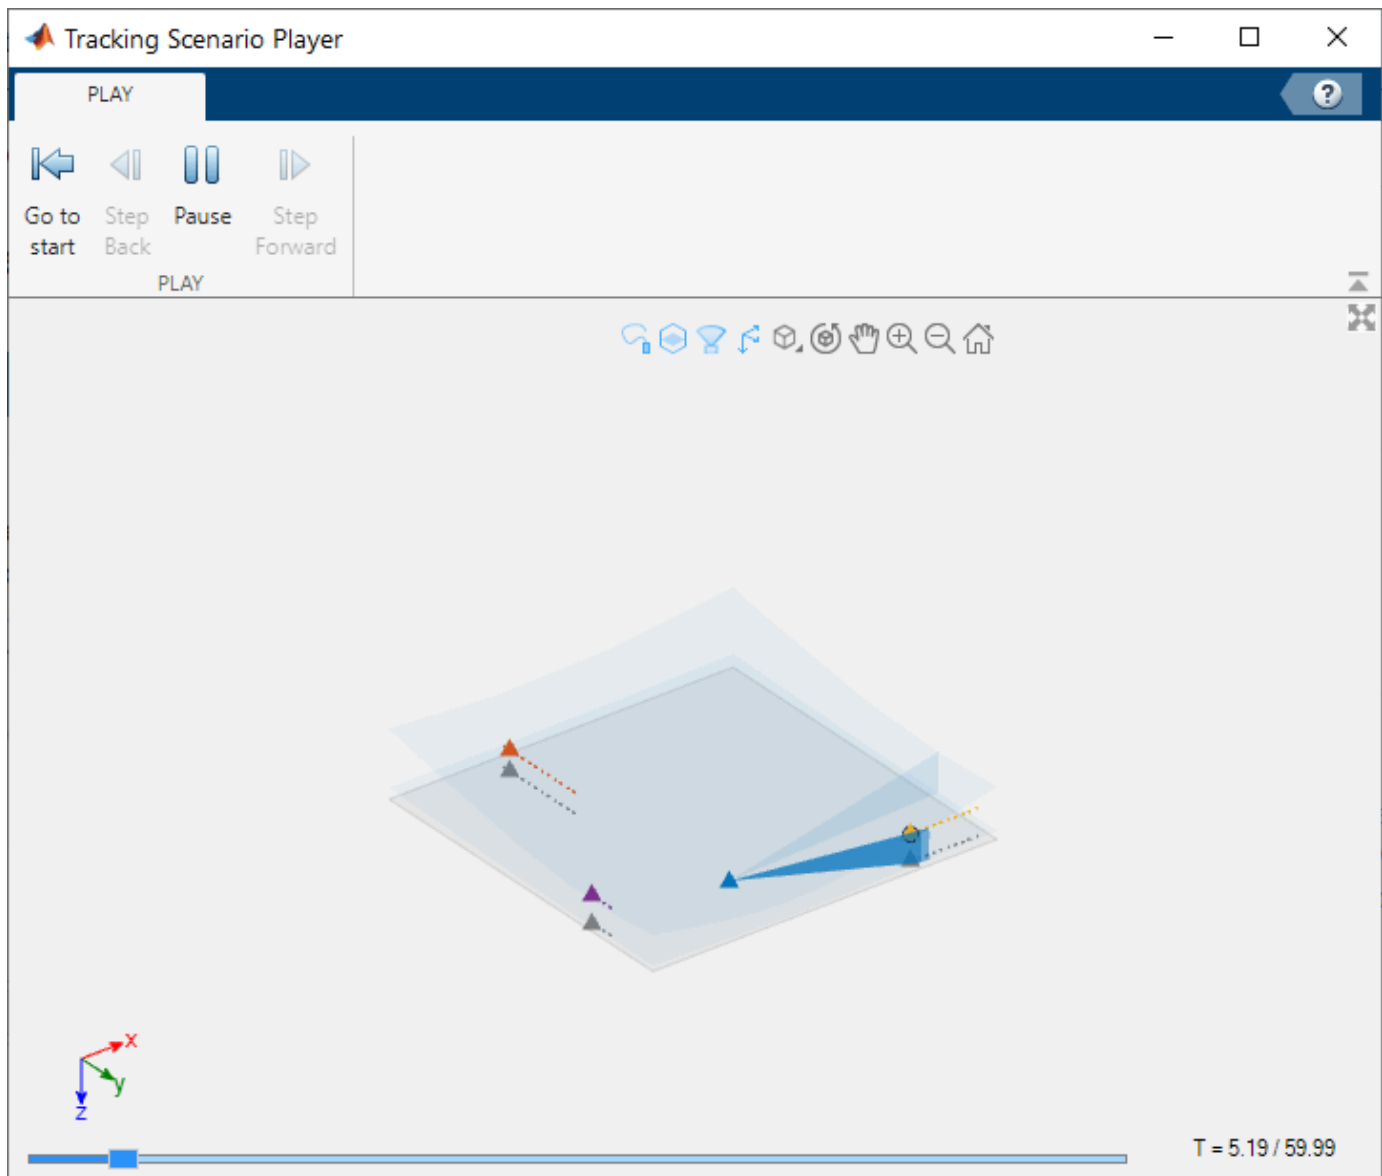 Tracking Scenario Player
PLAY
?
Go to
start
Step
Back
Pause
Step
Forward
PLAY
x
y
z
T = 5.19 / 59.99